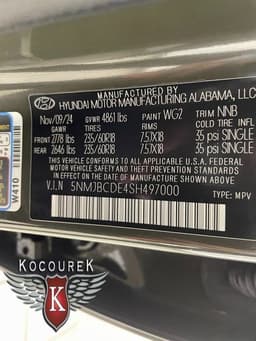 MANUFACTURED BY
HYUNDAI MOTOR MANUFACTURING ALABAMA, LLC
Nov/09/24 GVWR 4861 lbs PAINT WG2 TRIM NNB
GAWR TIRES RIMS COLD TIRE INFL
FRONT 2778 lbs 235/60R18 7.5JX18 35 psi SINGLE
REAR 2646 lbs 235/60R18 7.5JX18 35 psi SINGLE
THIS VEHICLE CONFORMS TO ALL APPLICABLE
U.S.A. FEDERAL MOTOR VEHICLE SAFETY
STANDARDS IN EFFECT ON THE DATE OF
MANUFACTURE SHOWN ABOVE.
V.I.N 5NMJBCDE4SH497000
TYPE: MPV
W410
KOCOUREK
K